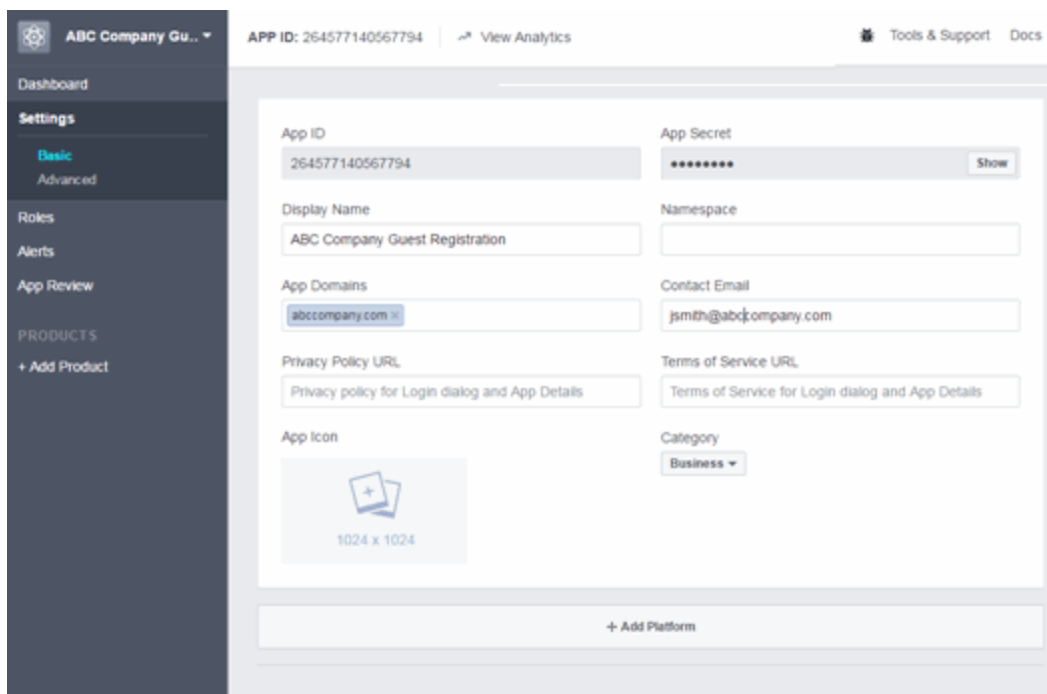 ABC Company Gu..
APP ID: 264577140567794
View Analytics
Tools & Support
Docs
Dashboard
Settings
Basic
Advanced
Roles
Alerts
App Review
PRODUCTS
+ Add Product
App ID
264577140567794
App Secret
••••••••
Show
Display Name
ABC Company Guest Registration
Namespace
App Domains
abccompany.com ×
Contact Email
jsmith@abccompany.com
Privacy Policy URL
Privacy policy for Login dialog and App Details
Terms of Service URL
Terms of Service for Login dialog and App Details
App Icon
1024 x 1024
Category
Business
+ Add Platform